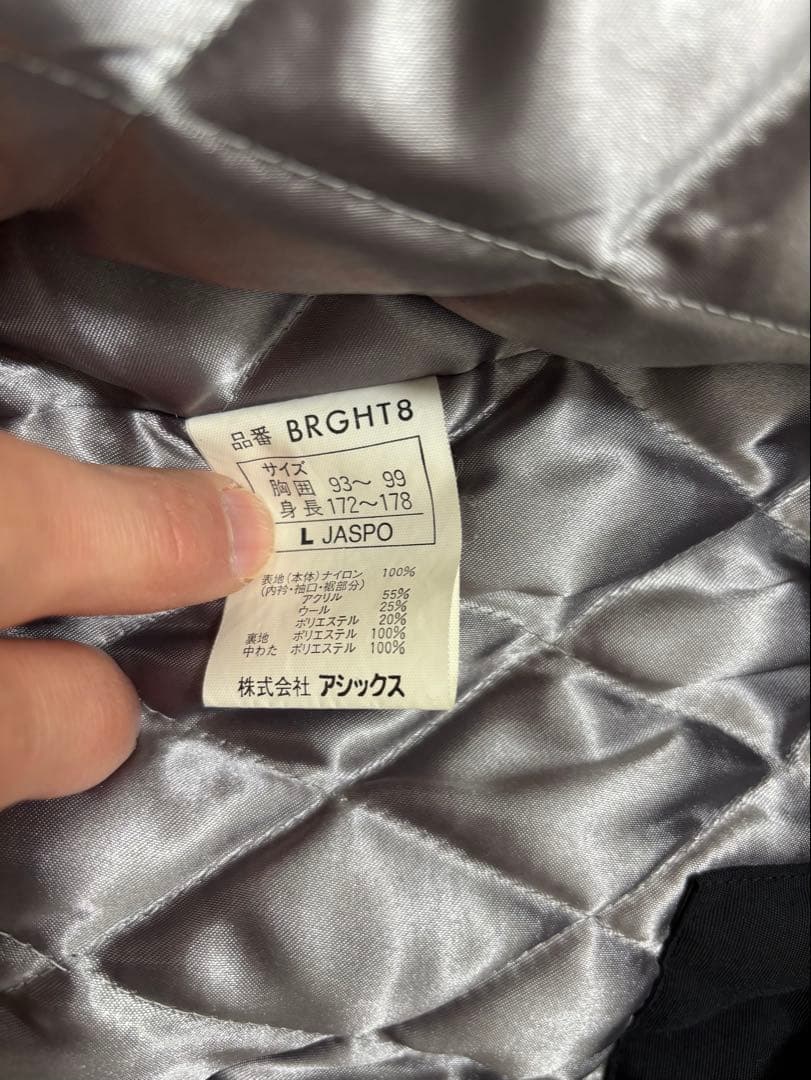 品番 BRGHT8
サイズ
胸囲 93〜 99
身長 172〜178
L JASPO
表地(本体)ナイロン 100%
(内衿・袖口・裾部分)
アクリル 55%
ウール 25%
ポリエステル 20%
裏地 ポリエステル 100%
中わた ポリエステル 100%
株式会社 アシックス